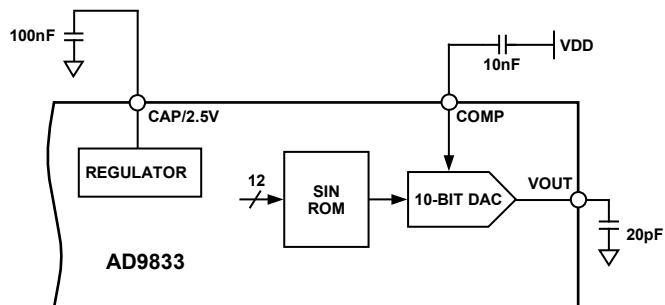 100nF
10nF
VDD
CAP/2.5V
COMP
REGULATOR
12
SIN
ROM
10-BIT DAC
VOUT
20pF
AD9833